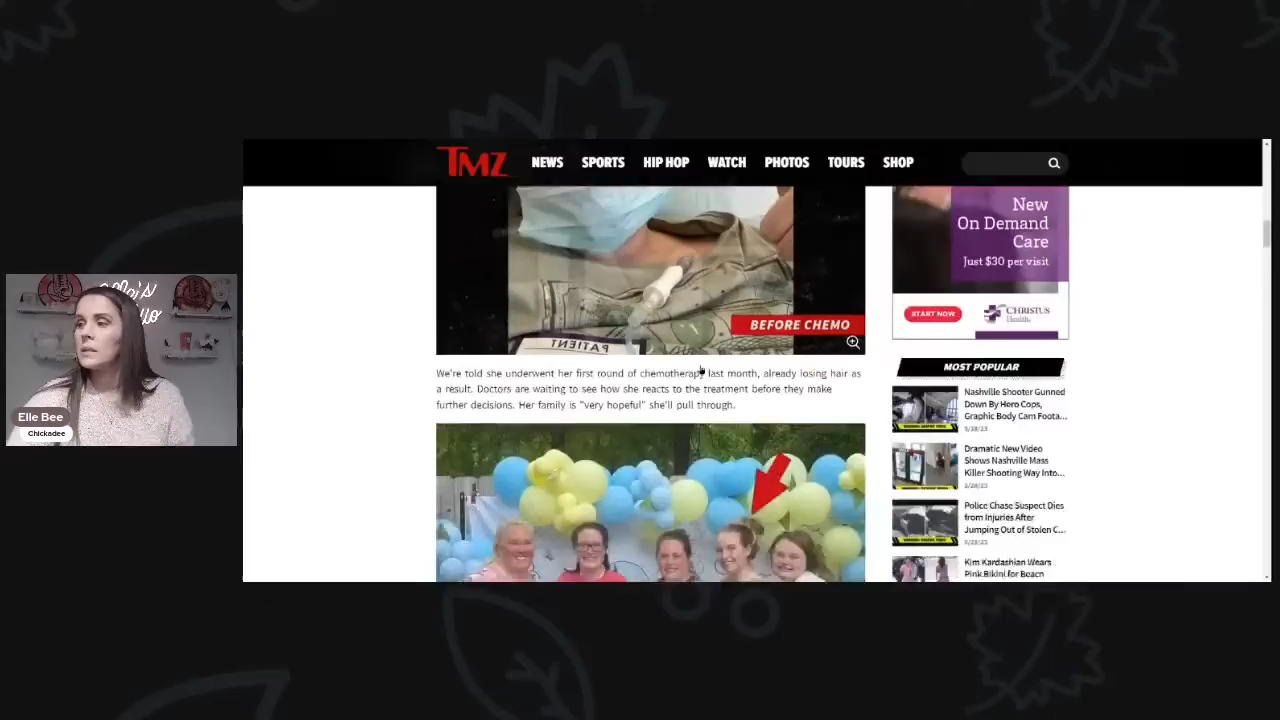 TMZ
NEWS SPORTS HIP HOP WATCH PHOTOS TOURS SHOP
BEFORE CHEMO
PATIENT
We're told she underwent her first round of chemotherapy last month, already losing hair as
a result. Doctors are waiting to see how she reacts to the treatment before they make
further decisions. Her family is "very hopeful" she'll pull through.
New
On Demand
Care
Just $30 per visit
START NOW
CHRISTUS
Health
MOST POPULAR
Nashville Shooter Gunned
Down By Hero Cops,
Graphic Body Cam Foota...
Dramatic New Video
Shows Nashville Mass
Killer Shooting Way Into...
Police Chase Suspect Dies
from Injuries After
Jumping Out of Stolen C...
Kim Kardashian Wears
Pink Bikini for Beach
Elle Bee
Chickadee